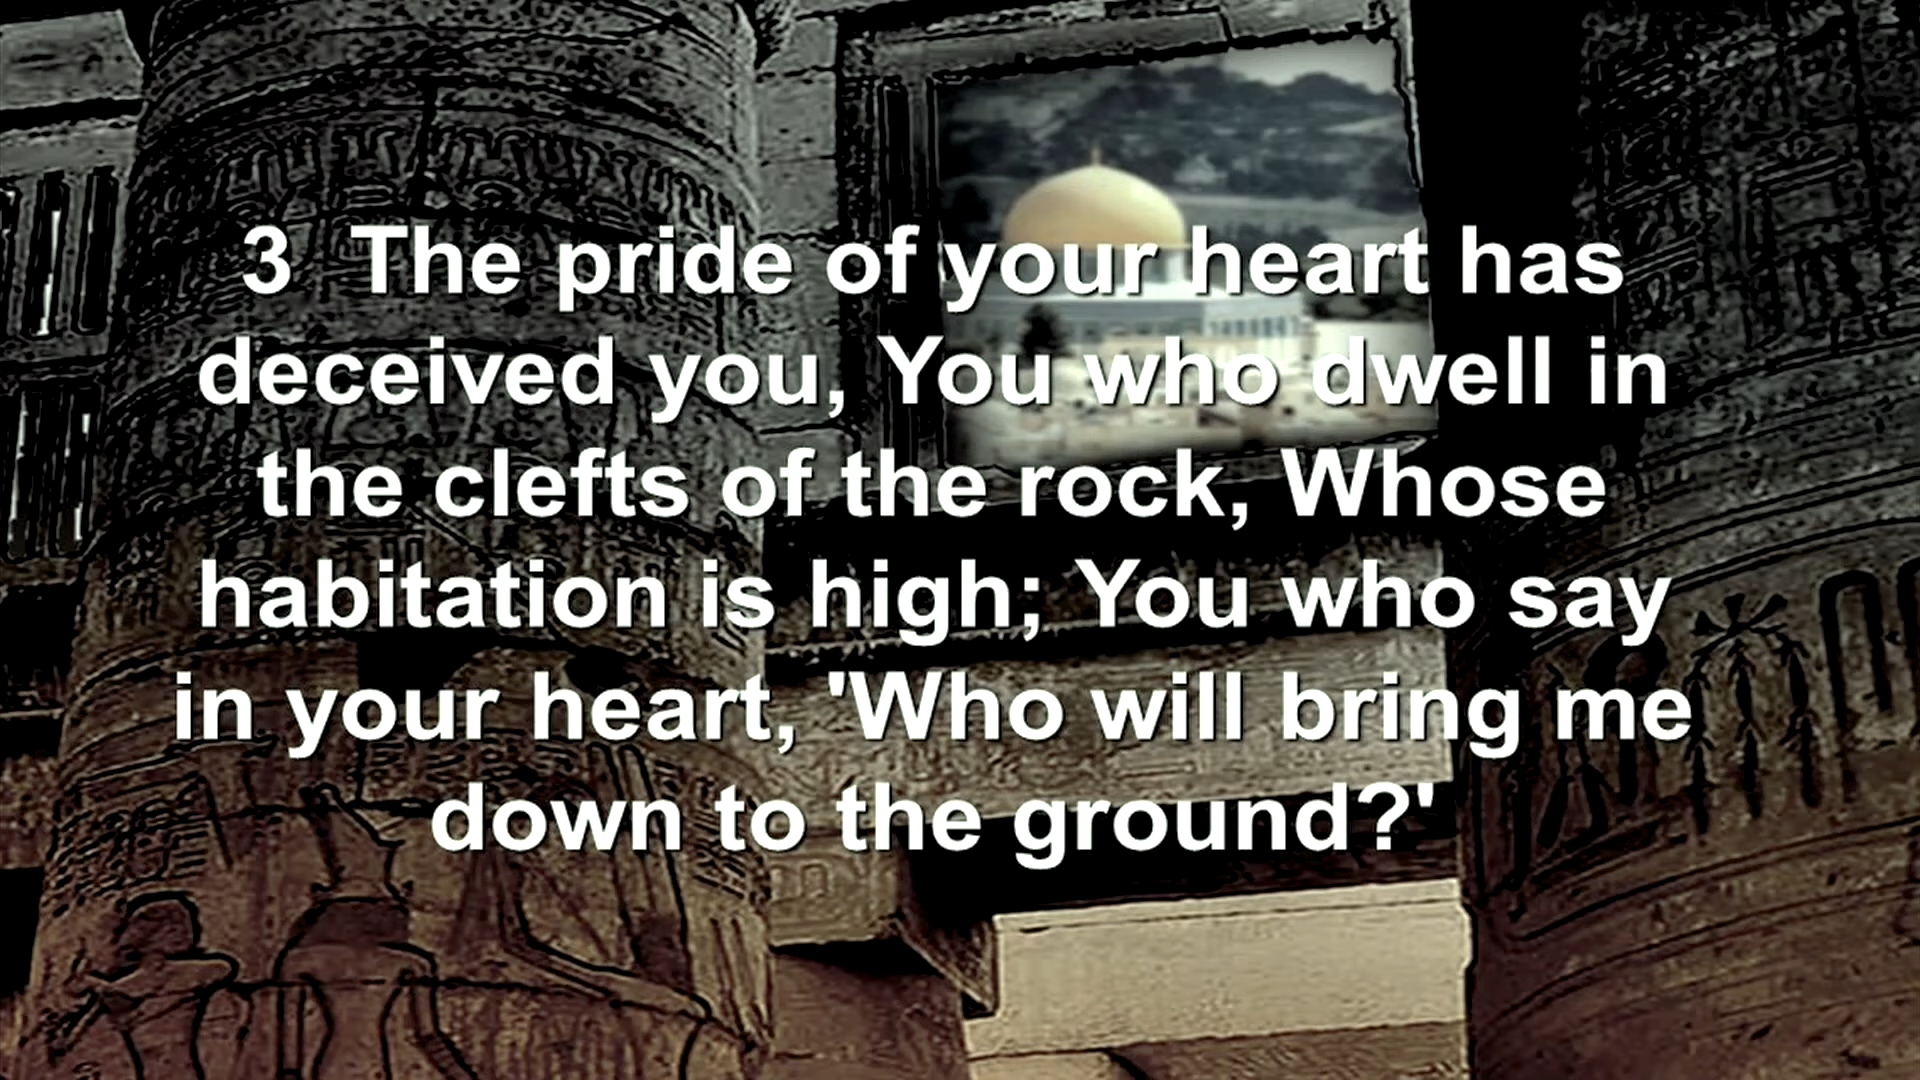 3 The pride of your heart has
deceived you, You who dwell in
the clefts of the rock, Whose
habitation is high; You who say
in your heart, 'Who will bring me
down to the ground?'